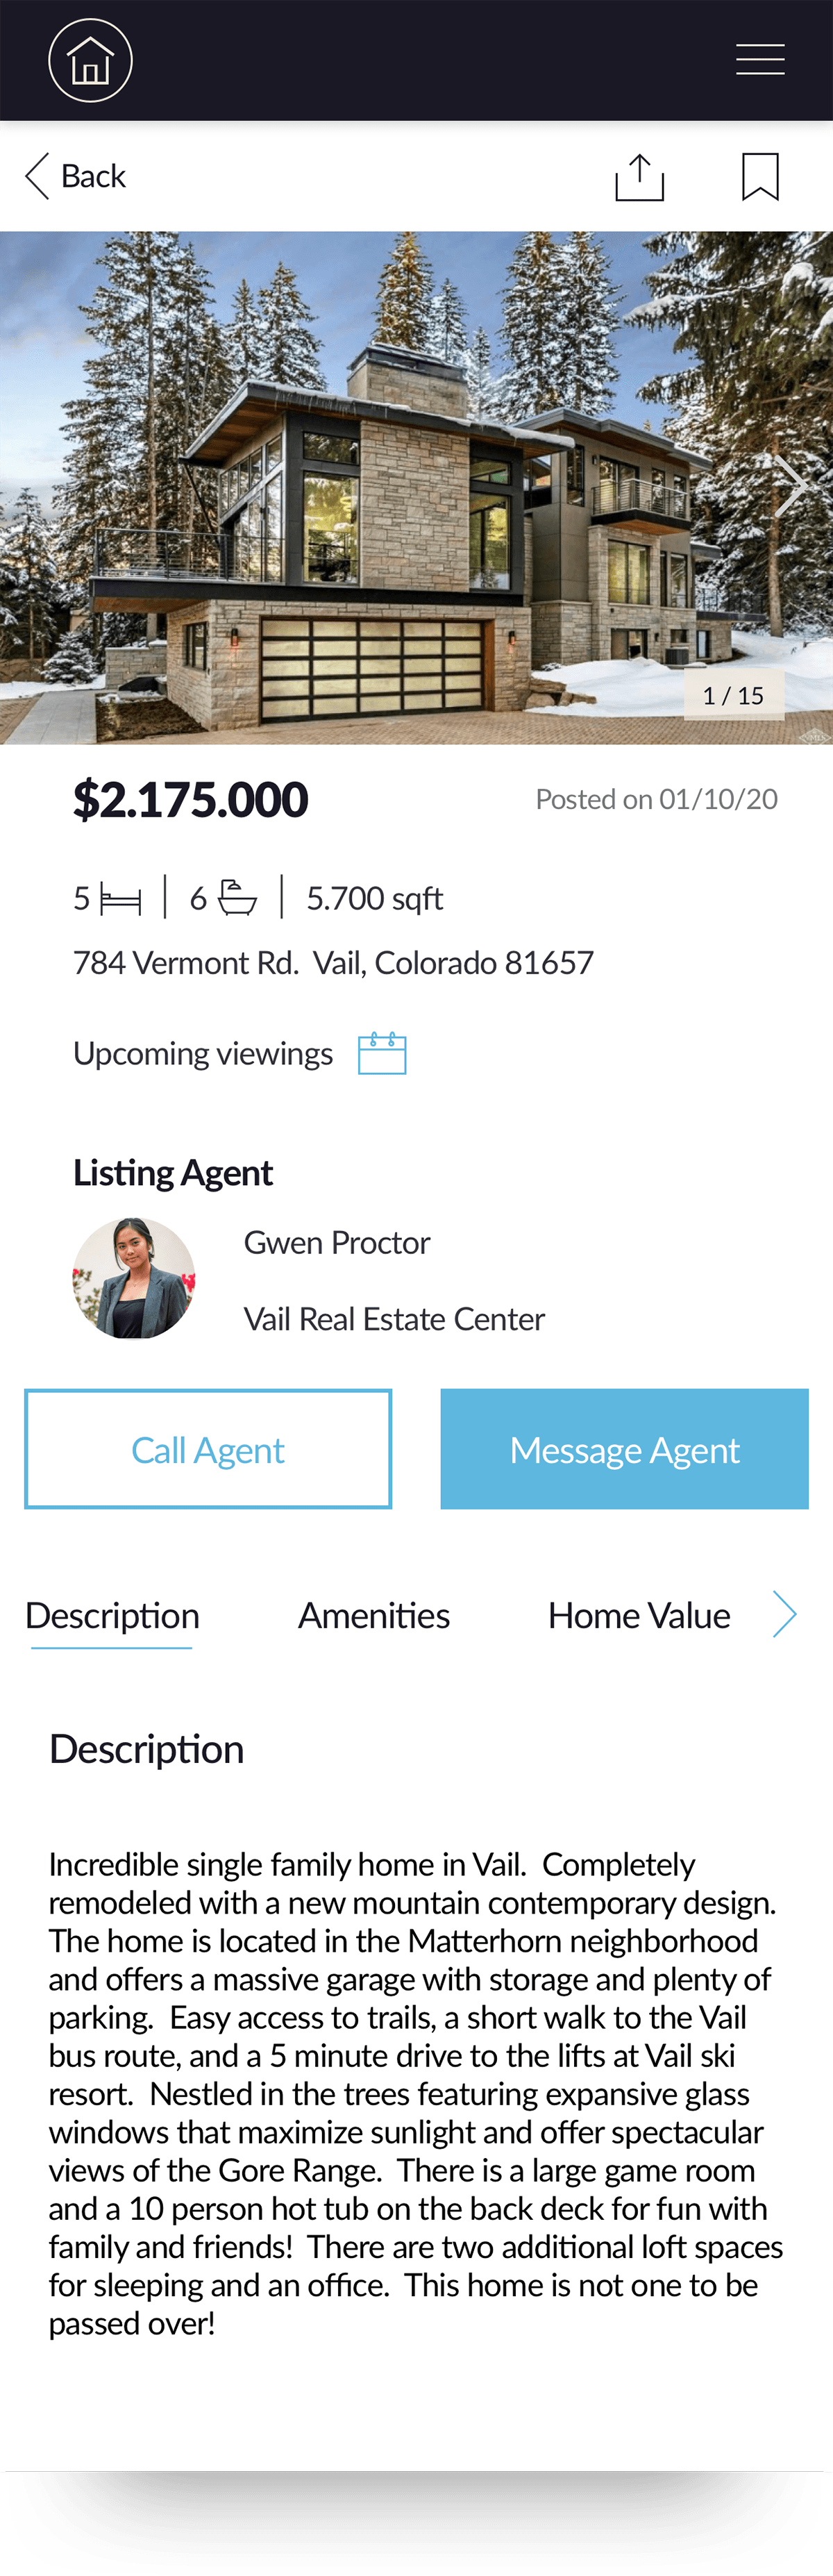 Back
1 / 15
$2.175.000
Posted on 01/10/20
5
6
5.700 sqft
784 Vermont Rd.  Vail, Colorado 81657
Upcoming viewings
Listing Agent
Gwen Proctor
Vail Real Estate Center
Call Agent
Message Agent
Description
Amenities
Home Value
Description
Incredible single family home in Vail.  Completely
remodeled with a new mountain contemporary design.
The home is located in the Matterhorn neighborhood
and offers a massive garage with storage and plenty of
parking.  Easy access to trails, a short walk to the Vail
bus route, and a 5 minute drive to the lifts at Vail ski
resort.  Nestled in the trees featuring expansive glass
windows that maximize sunlight and offer spectacular
views of the Gore Range.  There is a large game room
and a 10 person hot tub on the back deck for fun with
family and friends!  There are two additional loft spaces
for sleeping and an office.  This home is not one to be
passed over!